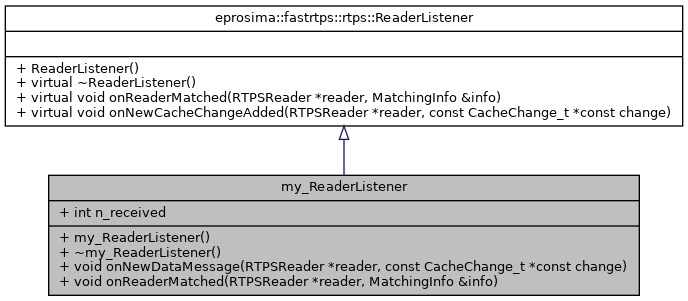 eprosima::fastrtps::rtps::ReaderListener
+ ReaderListener()
+ virtual ~ReaderListener()
+ virtual void onReaderMatched(RTPSReader *reader, MatchingInfo &info)
+ virtual void onNewCacheChangeAdded(RTPSReader *reader, const CacheChange_t *const change)
my_ReaderListener
+ int n_received
+ my_ReaderListener()
+ ~my_ReaderListener()
+ void onNewDataMessage(RTPSReader *reader, const CacheChange_t *const change)
+ void onReaderMatched(RTPSReader *reader, MatchingInfo &info)